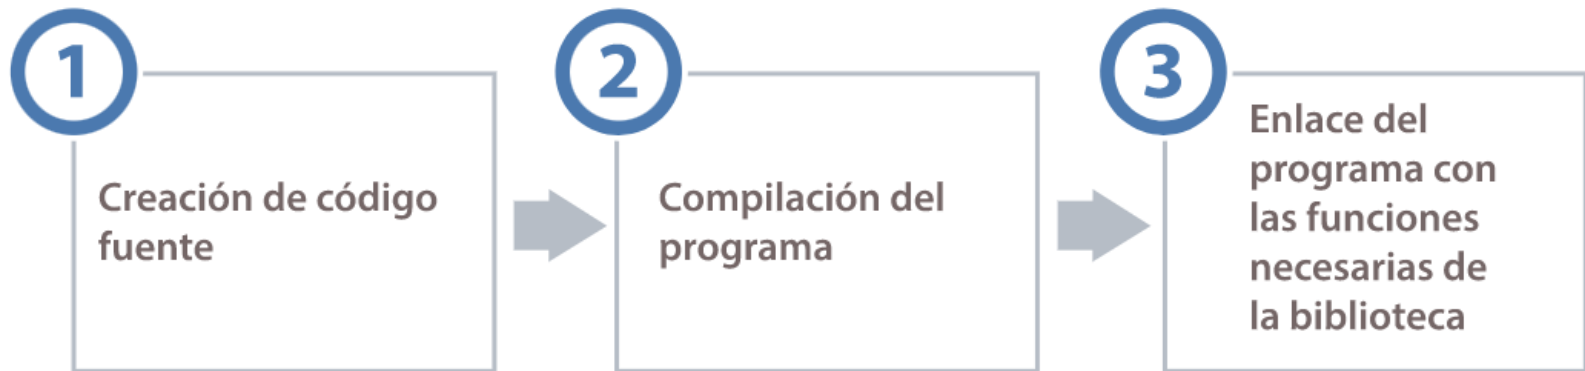 1
Creación de código
fuente
2
Compilación del
programa
3
Enlace del
programa con
las funciones
necesarias de
la biblioteca